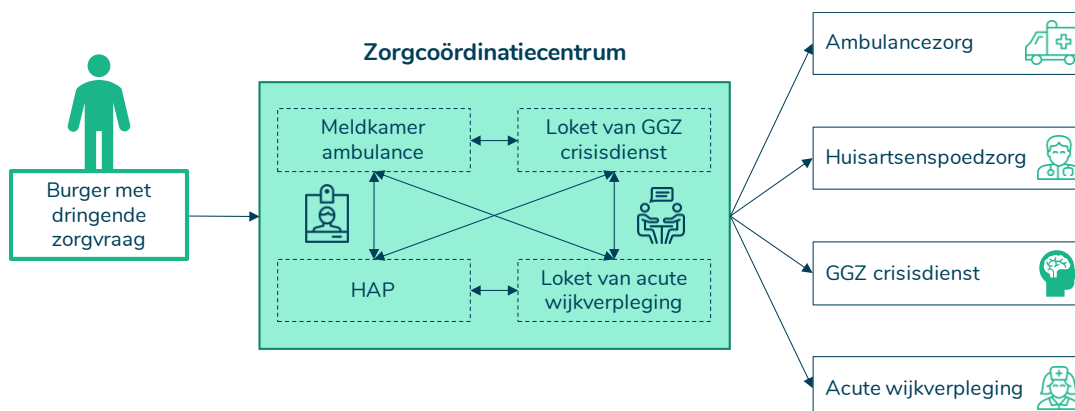 Zorgcoördinatiecentrum
Burger met
dringende
zorgvraag
Meldkamer
ambulance
Loket van GGZ
crisisdienst
HAP
Loket van acute
wijkverpleging
Ambulancezorg
Huisartsenspoedzorg
GGZ crisisdienst
Acute wijkverpleging